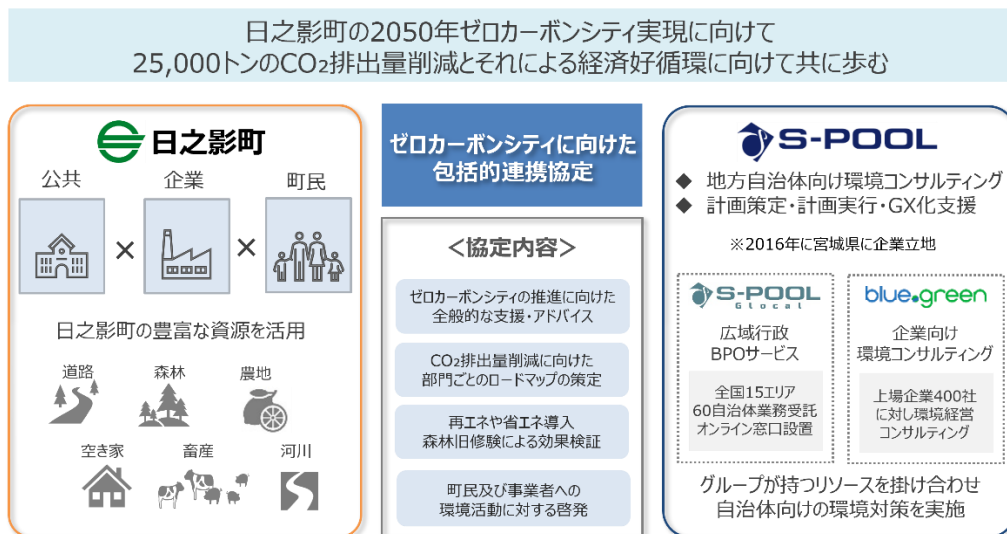 日之影町の2050年ゼロカーボンシティ実現に向けて
25,000トンのCO₂排出量削減とそれによる経済好循環に向けて共に歩む
日之影町
公共
企業
町民
×
×
日之影町の豊富な資源を活用
道路
森林
農地
空き家
畜産
河川
ゼロカーボンシティに向けた
包括的連携協定
＜協定内容＞
ゼロカーボンシティの推進に向けた
全般的な支援・アドバイス
CO₂排出量削減に向けた
部門ごとのロードマップの策定
再エネや省エネ導入
森林旧修験による効果検証
町民及び事業者への
環境活動に対する啓発
S-POOL
◆ 地方自治体向け環境コンサルティング
◆ 計画策定・計画実行・GX化支援
※2016年に宮城県に企業立地
S-POOL
Glocal
広域行政
BPOサービス
全国15エリア
60自治体業務受託
オンライン窓口設置
blue.green
企業向け
環境コンサルティング
上場企業400社
に対し環境経営
コンサルティング
グループが持つリソースを掛け合わせ
自治体向けの環境対策を実施